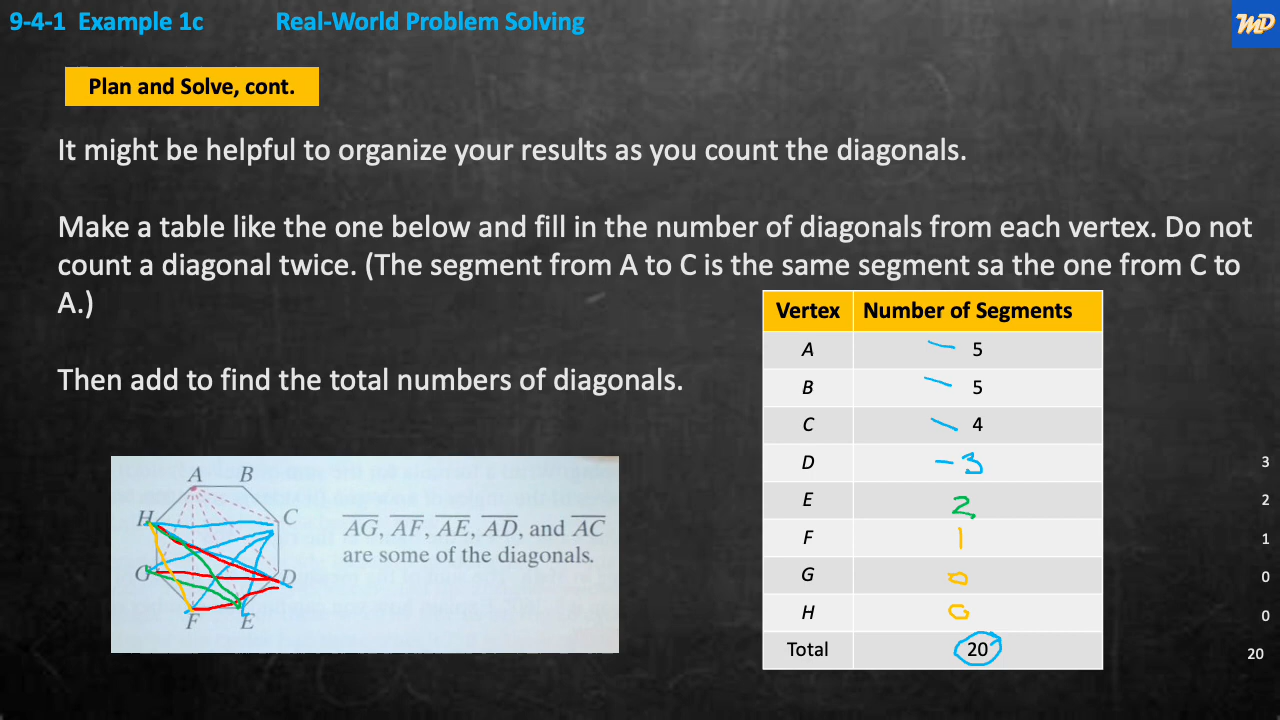 9-4-1 Example 1c Real-World Problem Solving
MD
Plan and Solve, cont.
It might be helpful to organize your results as you count the diagonals.
Make a table like the one below and fill in the number of diagonals from each vertex. Do not
count a diagonal twice. (The segment from A to C is the same segment sa the one from C to
A.)
Then add to find the total numbers of diagonals.
Vertex Number of Segments
A 5
B 5
C 4
D 3 3
E 2 2
F 1 1
G 0 0
H 0 0
Total 20 20
A B
H C
G D
F E
AG, AF, AE, AD, and AC
are some of the diagonals.